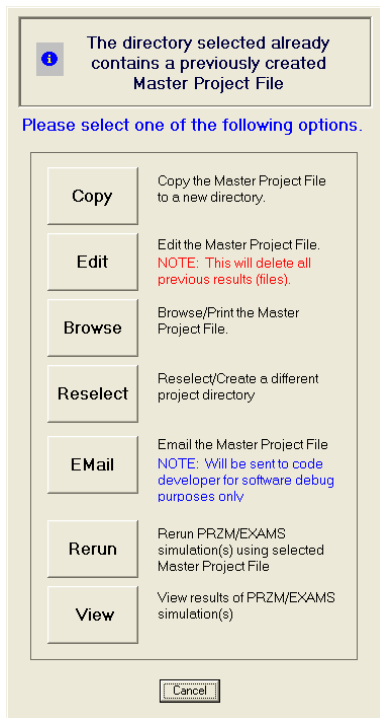 The directory selected already
contains a previously created
Master Project File
Please select one of the following options.
Copy
Copy the Master Project File
to a new directory.
Edit
Edit the Master Project File.
NOTE:  This will delete all
previous results (files).
Browse
Browse/Print the Master
Project File.
Reselect
Reselect/Create a different
project directory
EMail
Email the Master Project File
NOTE:  Will be sent to code
developer for software debug
purposes only
Rerun
Rerun PRZM/EXAMS
simulation(s) using selected
Master Project File
View
View results of PRZM/EXAMS
simulation(s)
Cancel